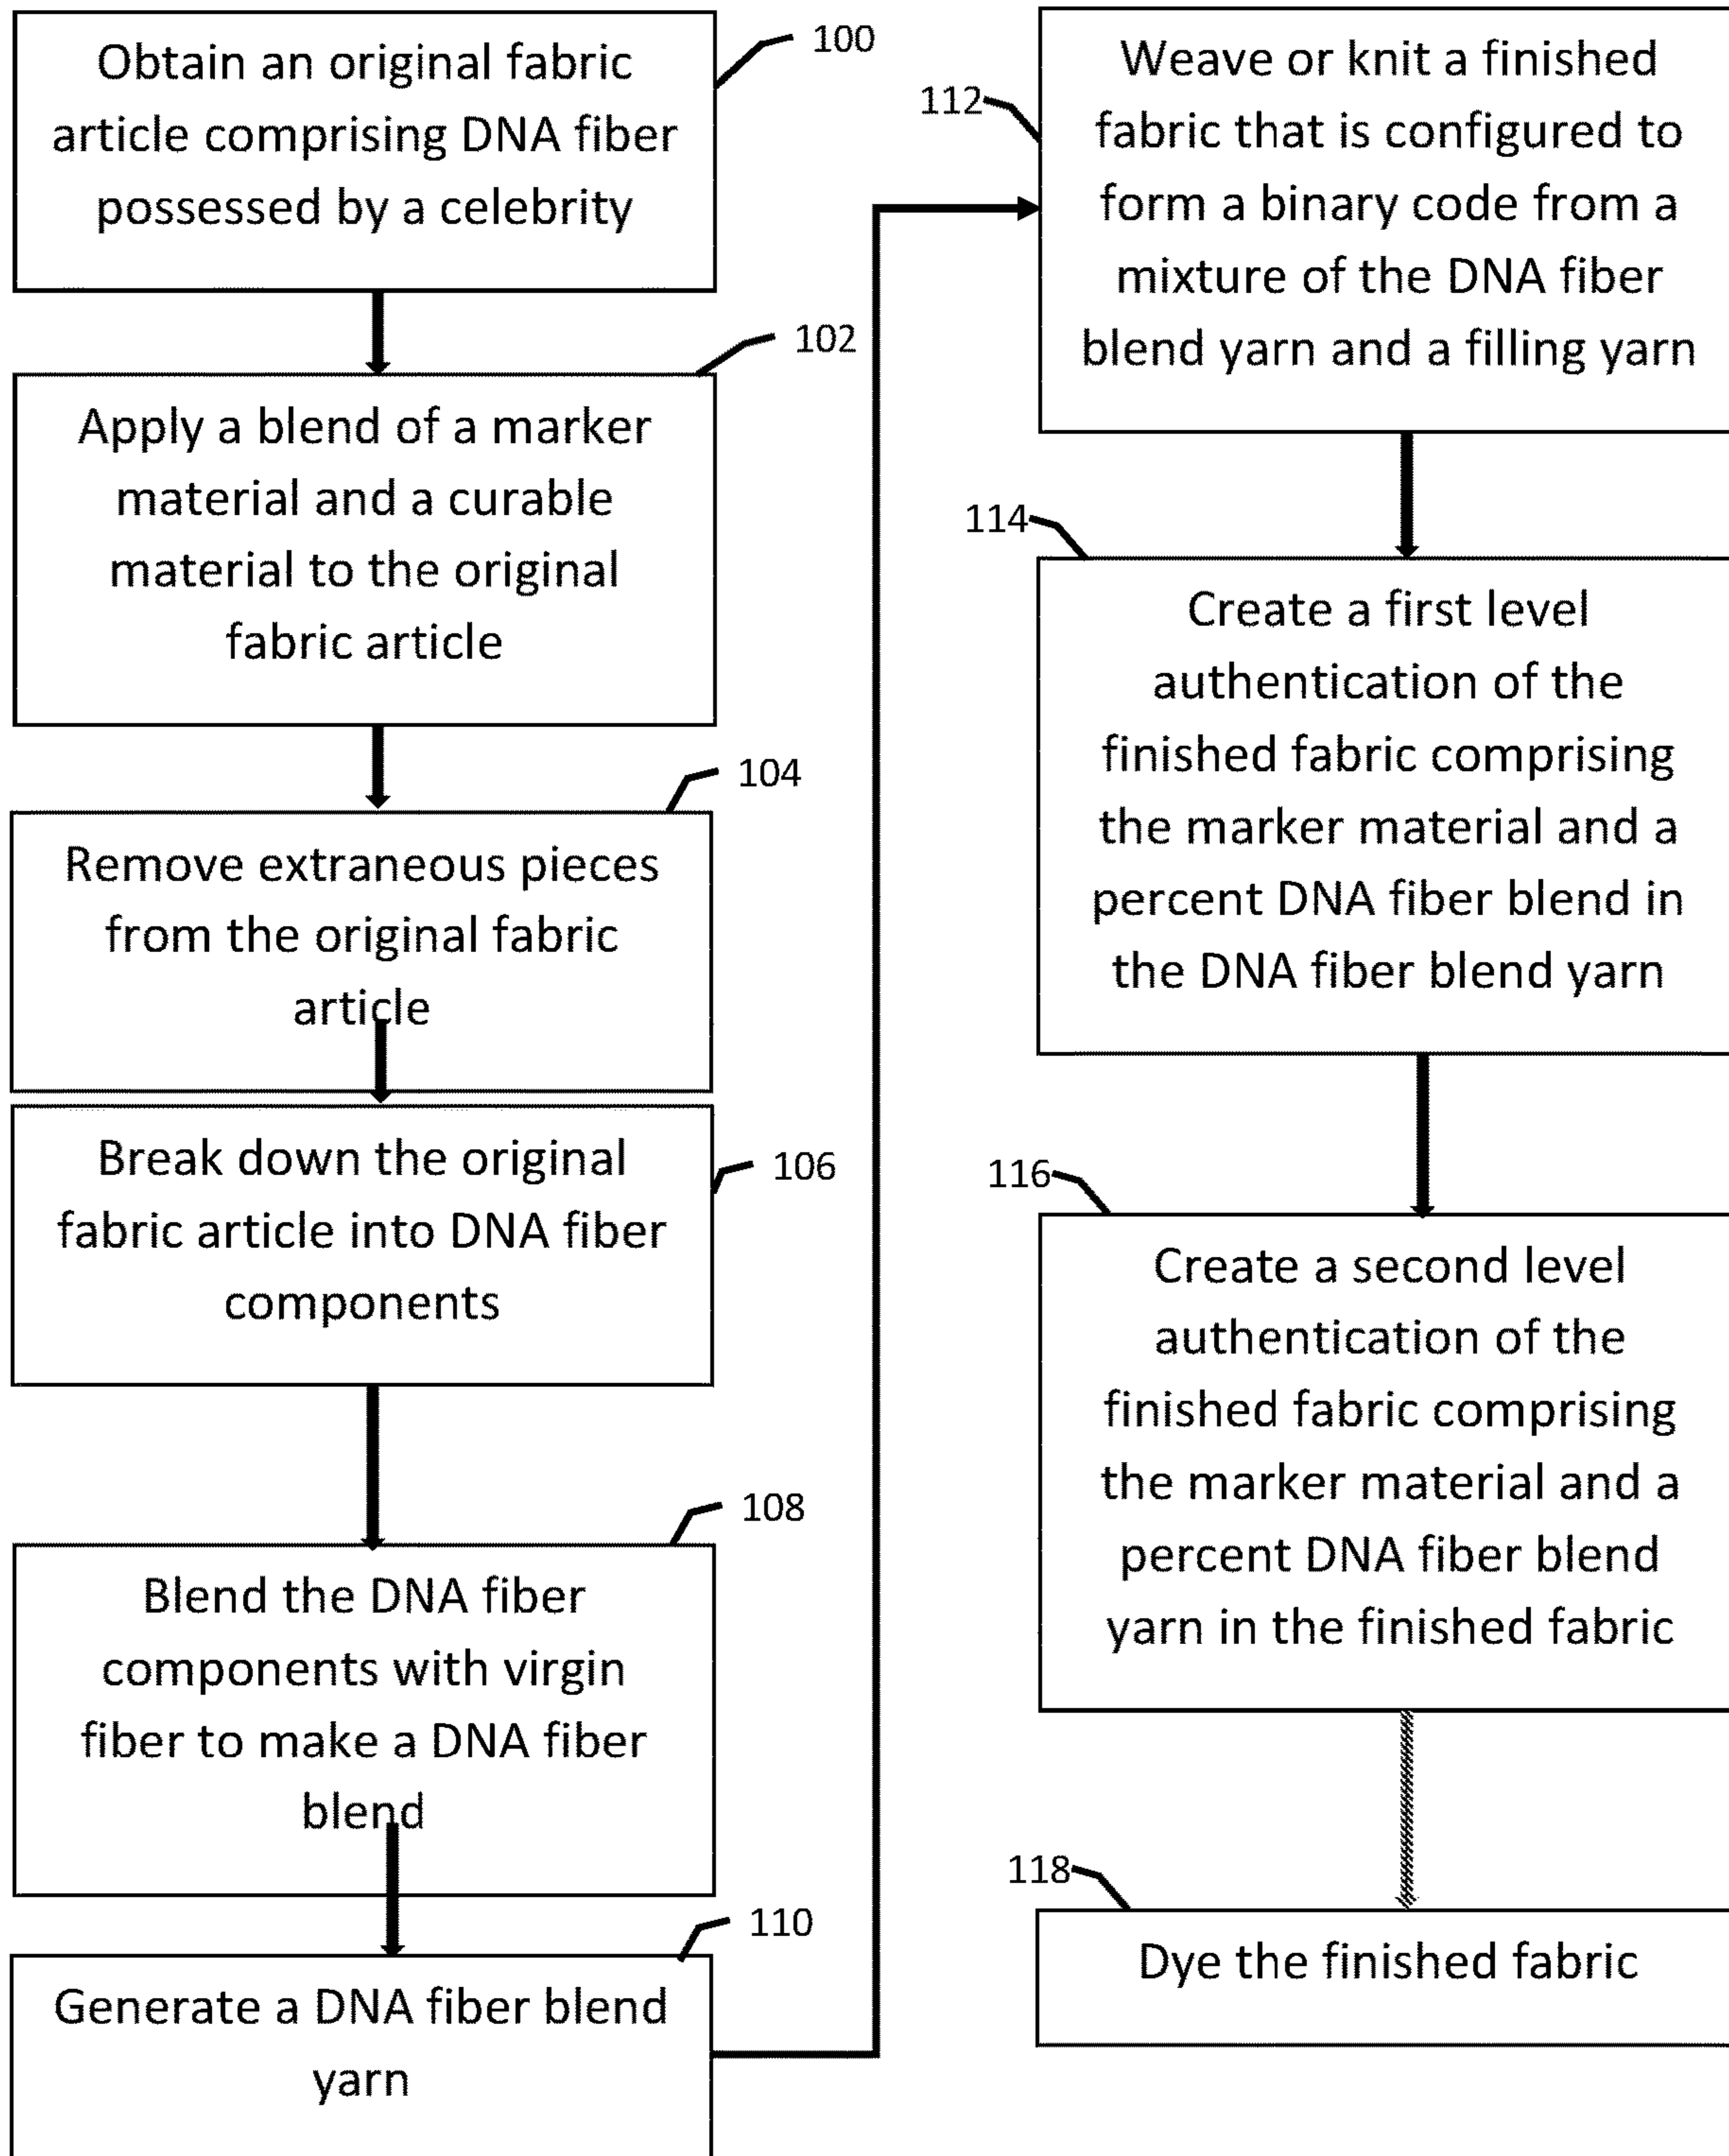 Obtain an original fabric
article comprising DNA fiber
possessed by a celebrity
100
Apply a blend of a marker
material and a curable
material to the original
fabric article
102
Remove extraneous pieces
from the original fabric
article
104
Break down the original
fabric article into DNA fiber
components
106
Blend the DNA fiber
components with virgin
fiber to make a DNA fiber
blend
108
Generate a DNA fiber blend
yarn
110
Weave or knit a finished
fabric that is configured to
form a binary code from a
mixture of the DNA fiber
blend yarn and a filling yarn
112
Create a first level
authentication of the
finished fabric comprising
the marker material and a
percent DNA fiber blend in
the DNA fiber blend yarn
114
Create a second level
authentication of the
finished fabric comprising
the marker material and a
percent DNA fiber blend
yarn in the finished fabric
116
Dye the finished fabric
118